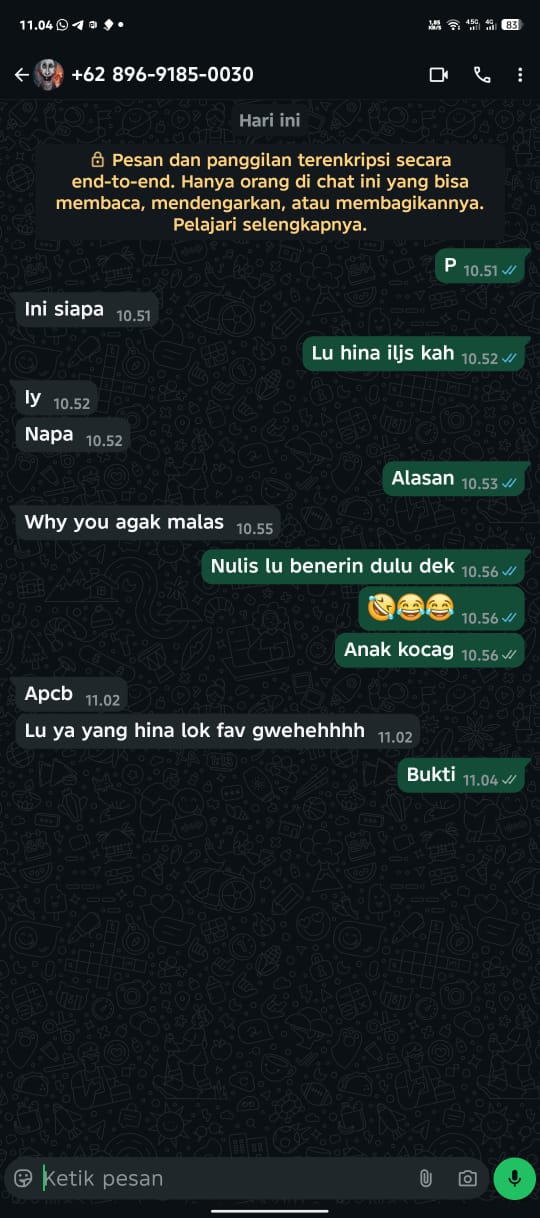 11.04
1,85 KB/S 4.5G 4G 83
+62 896-9185-0030
Hari ini
Pesan dan panggilan terenkripsi secara
end-to-end. Hanya orang di chat ini yang bisa
membaca, mendengarkan, atau membagikannya.
Pelajari selengkapnya.
P 10.51
Ini siapa 10.51
Lu hina iljs kah 10.52
Iy 10.52
Napa 10.52
Alasan 10.53
Why you agak malas 10.55
Nulis lu benerin dulu dek 10.56
🤣😂😂 10.56
Anak kocag 10.56
Apcb 11.02
Lu ya yang hina lok fav gwehehhhh 11.02
Bukti 11.04
Ketik pesan